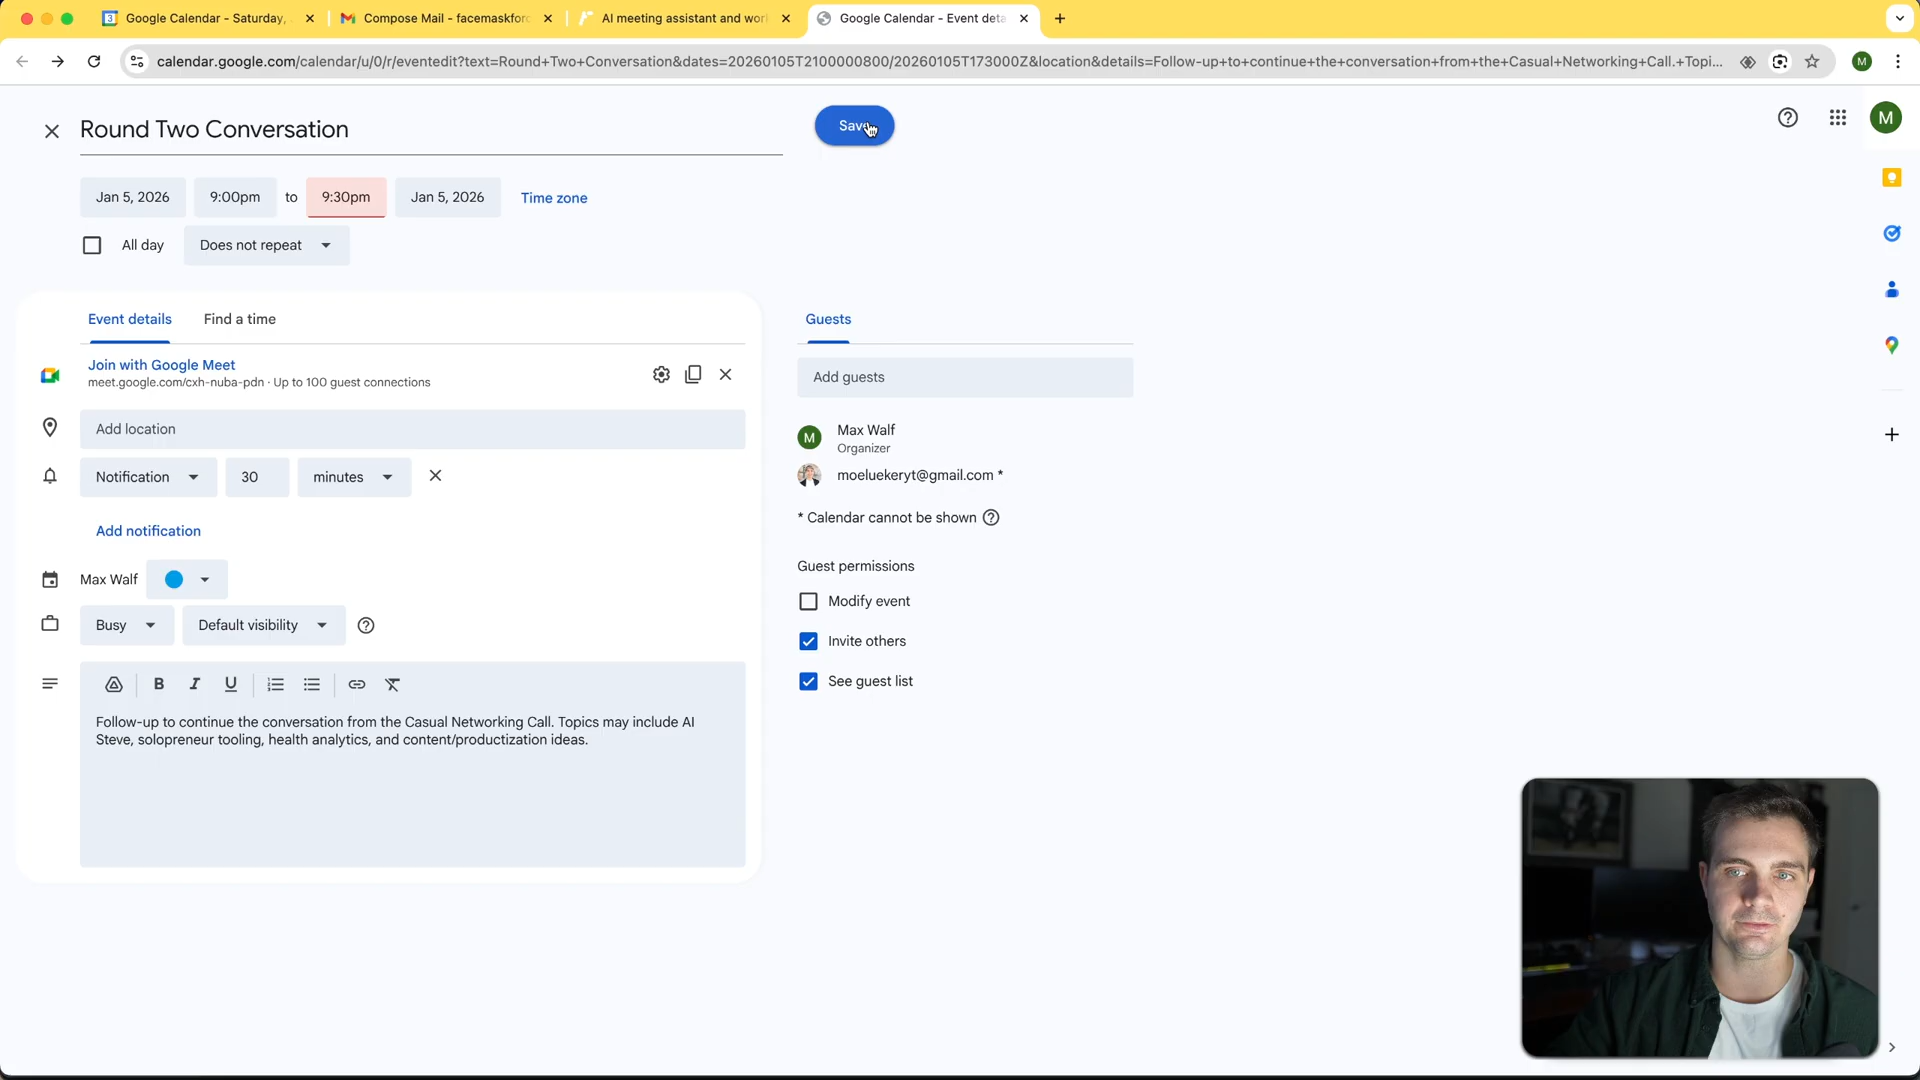 Google Calendar - Saturday,
Compose Mail - facemaskforc
AI meeting assistant and wor
Google Calendar - Event deta
calendar.google.com/calendar/u/0/r/eventedit?text=Round+Two+Conversation&dates=20260105T2100000800/20260105T173000Z&location&details=Follow-up+to+continue+the+conversation+from+the+Casual+Networking+Call.+Topi...
M
Round Two Conversation
Save
M
Jan 5, 2026
9:00pm
to
9:30pm
Jan 5, 2026
Time zone
All day
Does not repeat
Event details
Find a time
Guests
Join with Google Meet
meet.google.com/cxh-nuba-pdn · Up to 100 guest connections
Add guests
Add location
M
Max Walf
Organizer
Notification
30
minutes
moeluekeryt@gmail.com *
* Calendar cannot be shown
Add notification
Guest permissions
Max Walf
Modify event
Busy
Default visibility
Invite others
See guest list
B
I
U
Follow-up to continue the conversation from the Casual Networking Call. Topics may include AI
Steve, solopreneur tooling, health analytics, and content/productization ideas.